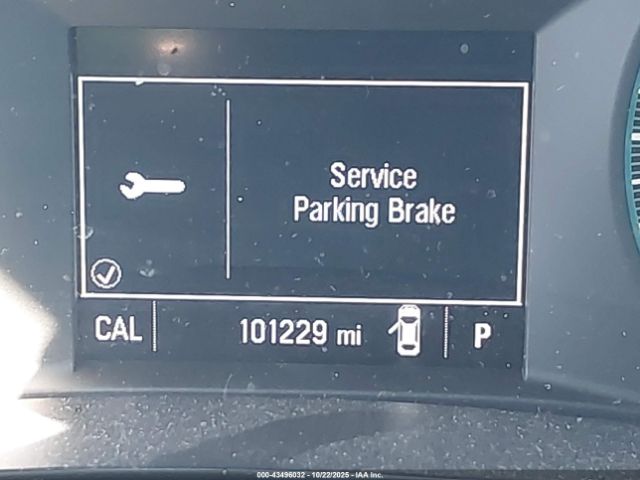 Service
Parking Brake
CAL 101229 mi P
000-43496032 - 10/22/2025 - IAA Inc.